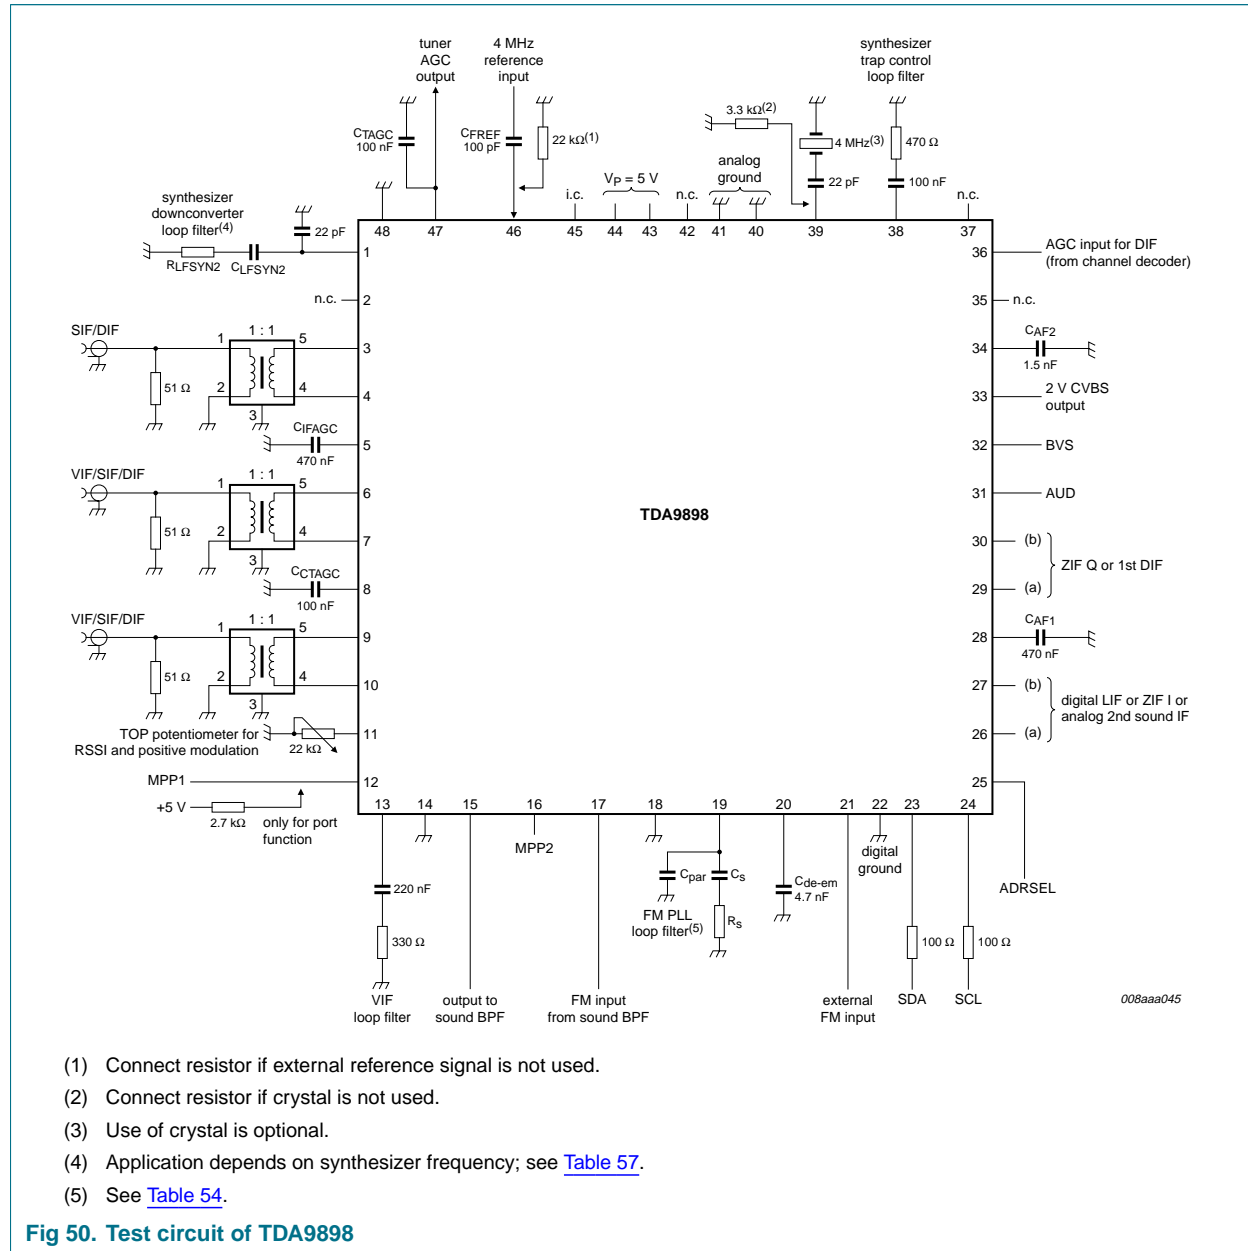 tuner
AGC
output
4 MHz
reference
input
synthesizer
trap control
loop filter
CTAGC
100 nF
CFREF
100 pF
22 kΩ(1)
3.3 kΩ(2)
4 MHz(3)
470 Ω
analog
ground
22 pF
100 nF
i.c.
VP = 5 V
n.c.
n.c.
synthesizer
downconverter
loop filter(4)
22 pF
RLFSYN2
CLFSYN2
48
47
46
45
44
43
42
41
40
39
38
37
1
n.c.
2
SIF/DIF
1 : 1
1
5
3
51 Ω
2
4
4
3
CIFAGC
470 nF
5
VIF/SIF/DIF
1 : 1
1
5
6
51 Ω
2
4
7
3
CCTAGC
100 nF
8
VIF/SIF/DIF
1 : 1
1
5
9
51 Ω
2
4
10
3
TOP potentiometer for
RSSI and positive modulation
22 kΩ
11
MPP1
12
+5 V
2.7 kΩ
only for port
function
TDA9898
36
AGC input for DIF
(from channel decoder)
35
n.c.
34
CAF2
1.5 nF
33
2 V CVBS
output
32
BVS
31
AUD
30
(b)
29
(a)
ZIF Q or 1st DIF
28
CAF1
470 nF
27
(b)
26
(a)
digital LIF or ZIF I or
analog 2nd sound IF
25
13
14
15
16
17
18
19
20
21
22
23
24
MPP2
digital
ground
ADRSEL
220 nF
330 Ω
VIF
loop filter
output to
sound BPF
FM input
from sound BPF
Cpar
Cs
FM PLL
loop filter(5)
Rs
Cde-em
4.7 nF
external
FM input
100 Ω
100 Ω
SDA
SCL
008aaa045
(1) Connect resistor if external reference signal is not used.
(2) Connect resistor if crystal is not used.
(3) Use of crystal is optional.
(4) Application depends on synthesizer frequency; see Table 57.
(5) See Table 54.
Fig 50. Test circuit of TDA9898